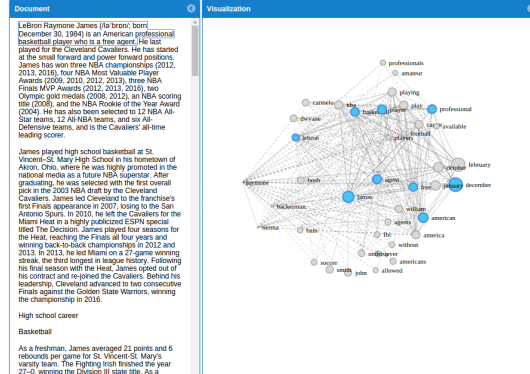 Document
Visualization
LeBron Raymone James (/ləˈbrɒn/; born
December 30, 1984) is an American professional
basketball player who is a free agent. He last
played for the Cleveland Cavaliers. He has started
at the small forward and power forward positions.
James has won three NBA championships (2012,
2013, 2016), four NBA Most Valuable Player
Awards (2009, 2010, 2012, 2013), three NBA
Finals MVP Awards (2012, 2013, 2016), two
Olympic gold medals (2008, 2012), an NBA scoring
title (2008), and the NBA Rookie of the Year Award
(2004). He has also been selected to 12 NBA All-
Star teams, 12 All-NBA teams, and six All-
Defensive teams, and is the Cavaliers' all-time
leading scorer.
James played high school basketball at St.
Vincent–St. Mary High School in his hometown of
Akron, Ohio, where he was highly promoted in the
national media as a future NBA superstar. After
graduating, he was selected with the first overall
pick in the 2003 NBA draft by the Cleveland
Cavaliers. James led Cleveland to the franchise's
first Finals appearance in 2007, losing to the San
Antonio Spurs. In 2010, he left the Cavaliers for the
Miami Heat in a highly publicized ESPN special
titled The Decision. James played four seasons for
the Heat, reaching the Finals all four years and
winning back-to-back championships in 2012 and
2013. In 2013, he led Miami on a 27-game winning
streak, the third longest in league history. Following
his final season with the Heat, James opted out of
his contract and re-joined the Cavaliers. Behind his
leadership, Cleveland advanced to two consecutive
Finals against the Golden State Warriors, winning
the championship in 2016.
High school career
Basketball
As a freshman, James averaged 21 points and 6
rebounds per game for St. Vincent-St. Mary's
varsity team. The Fighting Irish finished the year
27–0, winning the Division III state title. As a
professionals
amateur
playing
carmelo
nba
play
professional
player
dwyane
available
football
lebron
players
february
october
raymone
bosh
agent
free
january
december
james
hickerman
william
american
agents
bain
fbi
america
without
undergoer
americans
soccer
smith
john
allowed